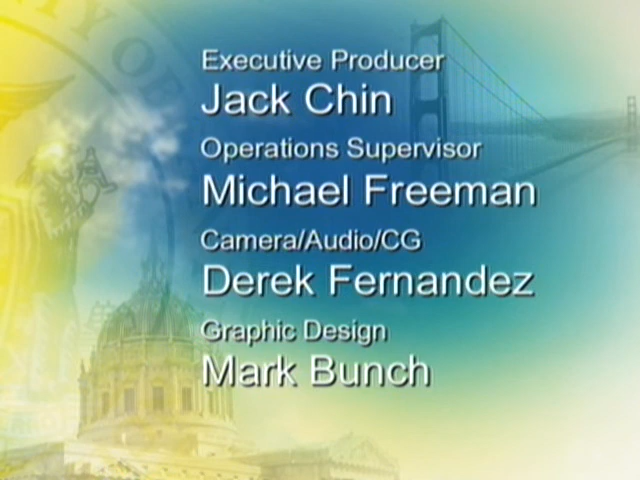 Executive Producer
Jack Chin
Operations Supervisor
Michael Freeman
Camera/Audio/CG
Derek Fernandez
Graphic Design
Mark Bunch